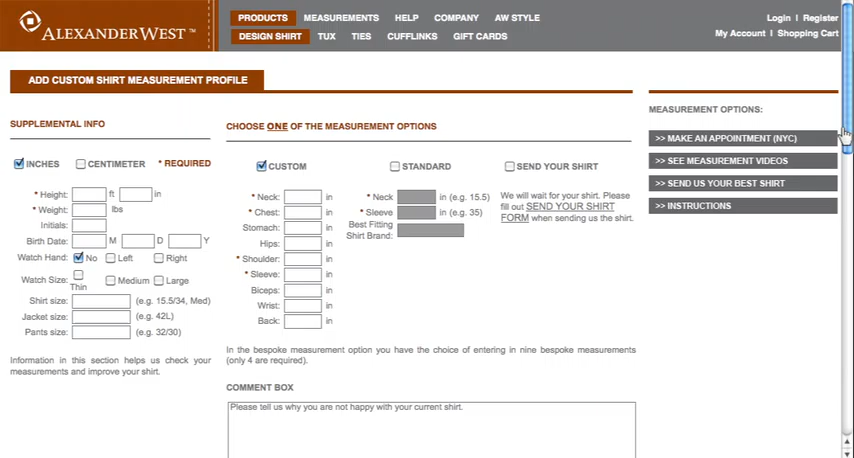 ALEXANDERWEST™
PRODUCTS MEASUREMENTS HELP COMPANY AW STYLE
DESIGN SHIRT TUX TIES CUFFLINKS GIFT CARDS
Login | Register
My Account | Shopping Cart
ADD CUSTOM SHIRT MEASUREMENT PROFILE
SUPPLEMENTAL INFO
INCHES CENTIMETER * REQUIRED
* Height: ft in
* Weight: lbs
Initials:
Birth Date: M D Y
Watch Hand: No Left Right
Watch Size: Thin Medium Large
Shirt size: (e.g. 15.5/34, Med)
Jacket size: (e.g. 42L)
Pants size: (e.g. 32/30)
Information in this section helps us check your
measurements and improve your shirt.
CHOOSE ONE OF THE MEASUREMENT OPTIONS
CUSTOM STANDARD SEND YOUR SHIRT
* Neck: in
* Chest: in
Stomach: in
Hips: in
* Shoulder: in
* Sleeve: in
Biceps: in
Wrist: in
Back: in
* Neck in (e.g. 15.5)
* Sleeve in (e.g. 35)
Best Fitting
Shirt Brand:
We will wait for your shirt. Please
fill out SEND YOUR SHIRT
FORM when sending us the shirt.
In the bespoke measurement option you have the choice of entering in nine bespoke measurements
(only 4 are required).
COMMENT BOX
Please tell us why you are not happy with your current shirt.
MEASUREMENT OPTIONS:
>> MAKE AN APPOINTMENT (NYC)
>> SEE MEASUREMENT VIDEOS
>> SEND US YOUR BEST SHIRT
>> INSTRUCTIONS